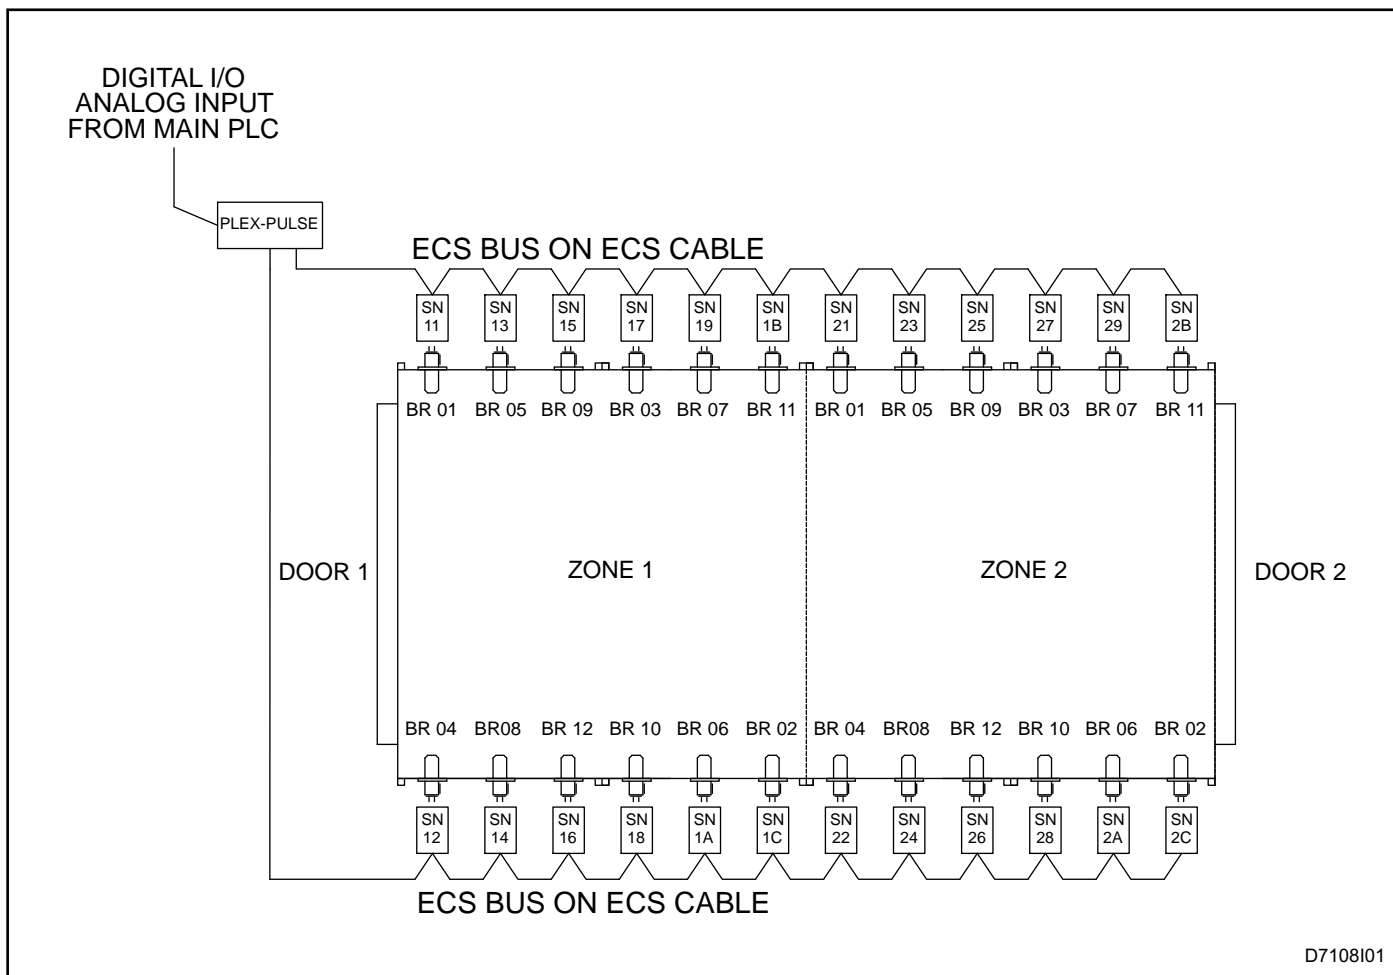 DIGITAL I/O
ANALOG INPUT
FROM MAIN PLC
PLEX-PULSE
ECS BUS ON ECS CABLE
SN SN SN SN SN SN SN SN SN SN SN SN
11 13 15 17 19 1B 21 23 25 27 29 2B
BR 01 BR 05 BR 09 BR 03 BR 07 BR 11 BR 01 BR 05 BR 09 BR 03 BR 07 BR 11
DOOR 1 ZONE 1 ZONE 2 DOOR 2
BR 04 BR08 BR 12 BR 10 BR 06 BR 02 BR 04 BR08 BR 12 BR 10 BR 06 BR 02
SN SN SN SN SN SN SN SN SN SN SN SN
12 14 16 18 1A 1C 22 24 26 28 2A 2C
ECS BUS ON ECS CABLE
D7108I01